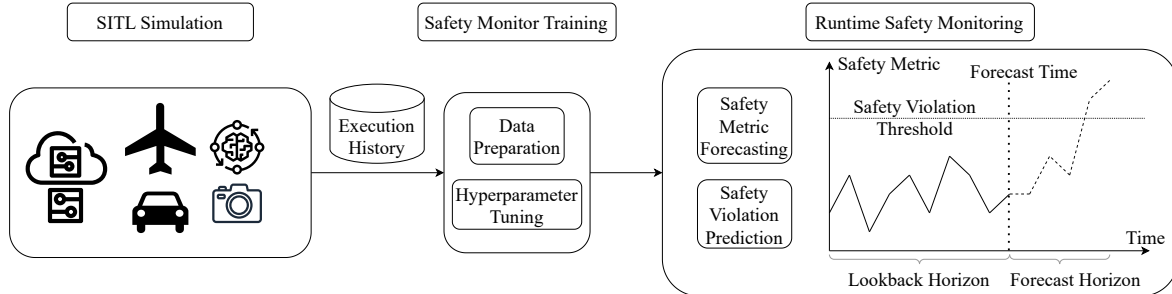 SITL Simulation
Safety Monitor Training
Runtime Safety Monitoring
Execution
History
Data
Preparation
Hyperparameter
Tuning
Safety
Metric
Forecasting
Safety
Violation
Prediction
Safety Metric
Forecast Time
Safety Violation
Threshold
Time
Lookback Horizon
Forecast Horizon